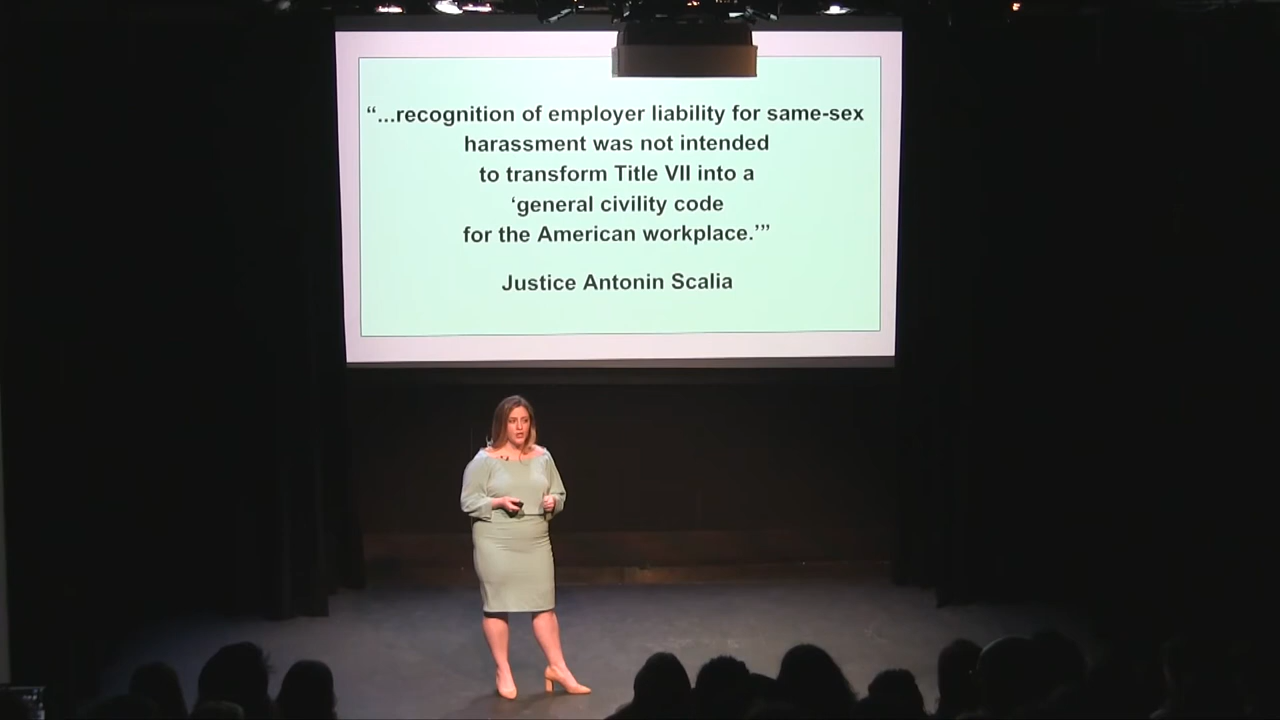 “...recognition of employer liability for same-sex
harassment was not intended
to transform Title VII into a
‘general civility code
for the American workplace.’”
Justice Antonin Scalia